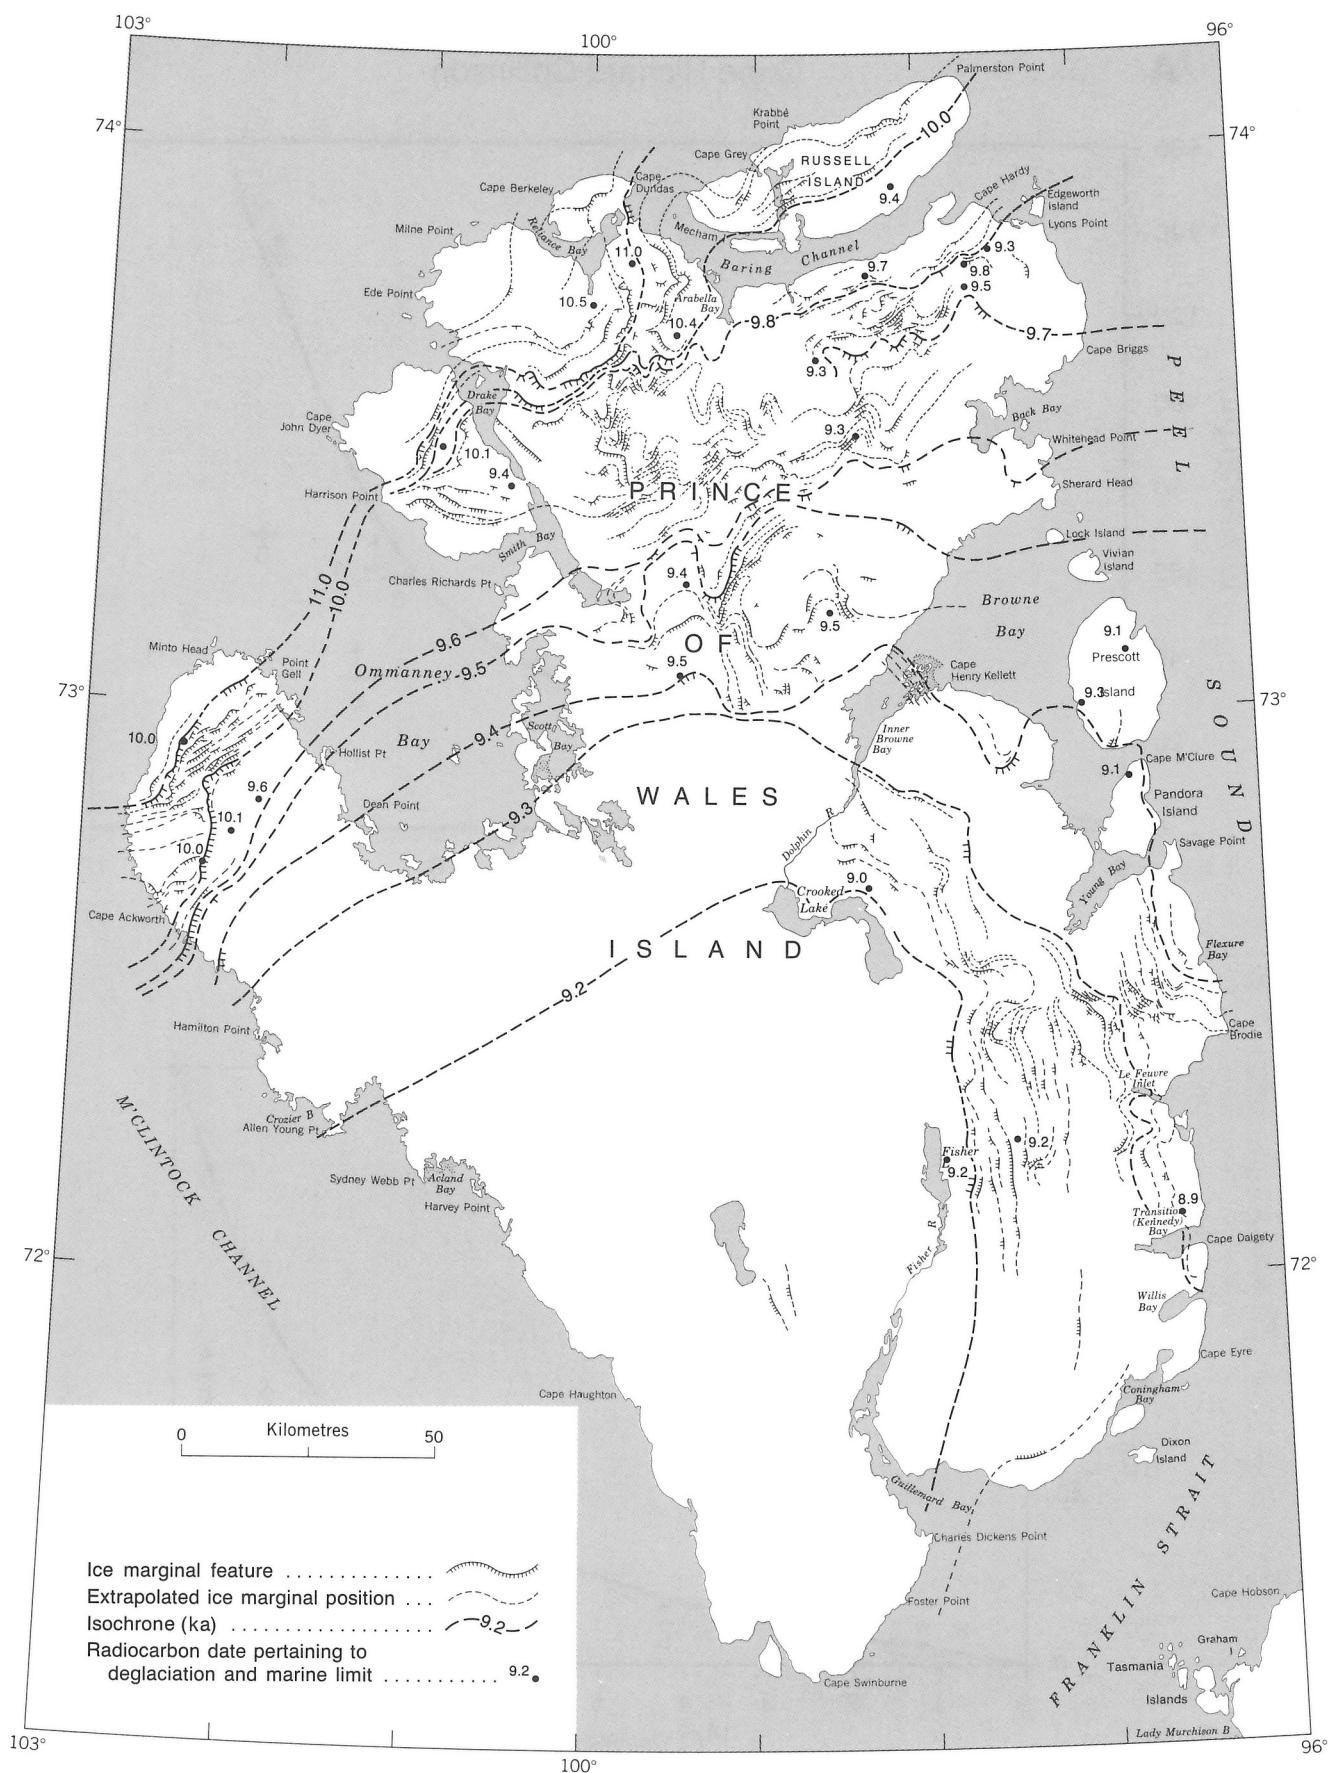 103°
100°
96°
74°
74°
Palmerston Point
Krabbé
Point
10.0
Cape Grey
RUSSELL
ISLAND
9.4
Cape Berkeley
Cape
Dundas
Cape Hardy
Edgeworth
island
Lyons Point
Milne Point
Reliance Bay
Mecham
Baring Channel
11.0
9.3
9.7
9.8
9.5
Ede Point
10.5
Arabella
Bay
10.4
9.8
9.7
Cape Briggs
9.3
PEEL
SOUND
Drake
Bay
Cape
John Dyer
Back Bay
9.3
Whitehead Point
10.1
9.4
Harrison Point
PRINCE
Sherard Head
Smith Bay
Lock Island
Vivian
Island
9.4
Charles Richards Pt
11.0
10.0
Browne
Bay
9.5
9.1
Prescott
Island
9.6
OF
Minto Head
Point
Gell
Ommanney
Bay
9.5
9.5
Cape
Henry Kellett
73°
73°
9.3
10.0
Scott
Bay
9.4
Inner
Browne
Bay
Hollist Pt
Cape M'Clure
9.1
9.6
WALES
Pandora
Island
Dean Point
9.3
10.1
Dolphin R
Savage Point
10.0
9.0
Young Bay
Crooked
Lake
Cape Ackworth
ISLAND
Flexure
Bay
9.2
Hamilton Point
Cape
Brodie
Le Feuvre
Inlet
M'CLINTOCK CHANNEL
Crozier B
Allen Young Pt
9.2
Fisher
L
9.2
Sydney Webb Pt
Acland
Bay
Harvey Point
8.9
Transition
(Kennedy)
Bay
Cape Dalgety
Fisher R
72°
72°
Willis
Bay
Cape Eyre
Cape Haughton
Coningham
Bay
Dixon
Island
Guillemard Bay
Charles Dickens Point
FRANKLIN STRAIT
Foster Point
Cape Hobson
Graham
I
Tasmania
Islands
Cape Swinburne
Lady Murchison B
Kilometres
0 50
Ice marginal feature ..............
Extrapolated ice marginal position ...
Isochrone (ka) ....................... 9.2
Radiocarbon date pertaining to
deglaciation and marine limit ........... 9.2
103°
100°
96°